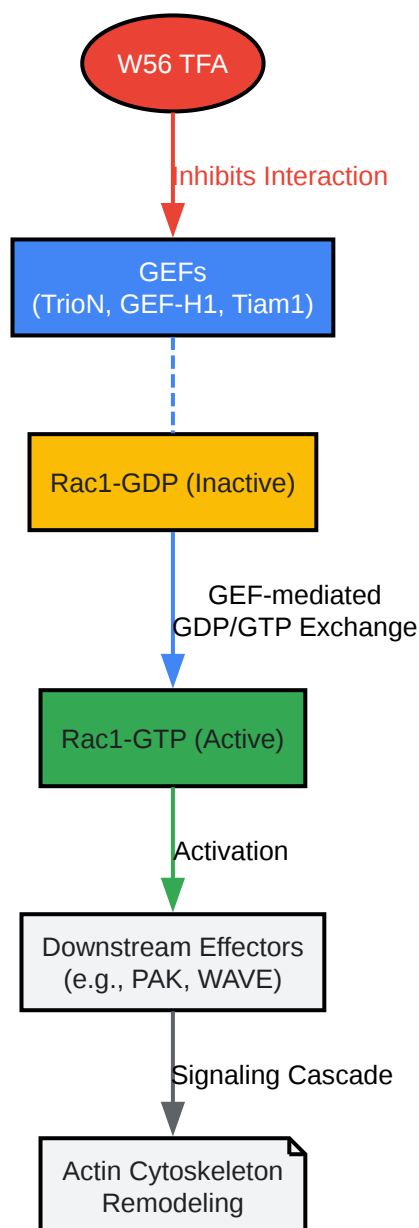 W56 TFA
Inhibits Interaction
GEFs
(TrioN, GEF-H1, Tiam1)
Rac1-GDP (Inactive)
GEF-mediated
GDP/GTP Exchange
Rac1-GTP (Active)
Activation
Downstream Effectors
(e.g., PAK, WAVE)
Signaling Cascade
Actin Cytoskeleton
Remodeling